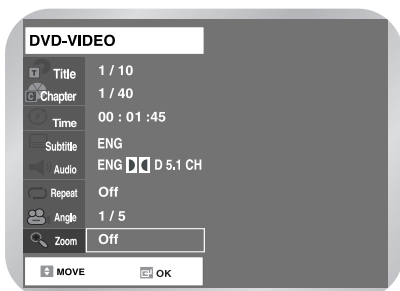 DVD-VIDEO
T Title 1 / 10
C Chapter 1 / 40
Time 00 : 01 :45
Subtitle ENG
Audio ENG D 5.1 CH
Repeat Off
Angle 1 / 5
Zoom Off
MOVE OK